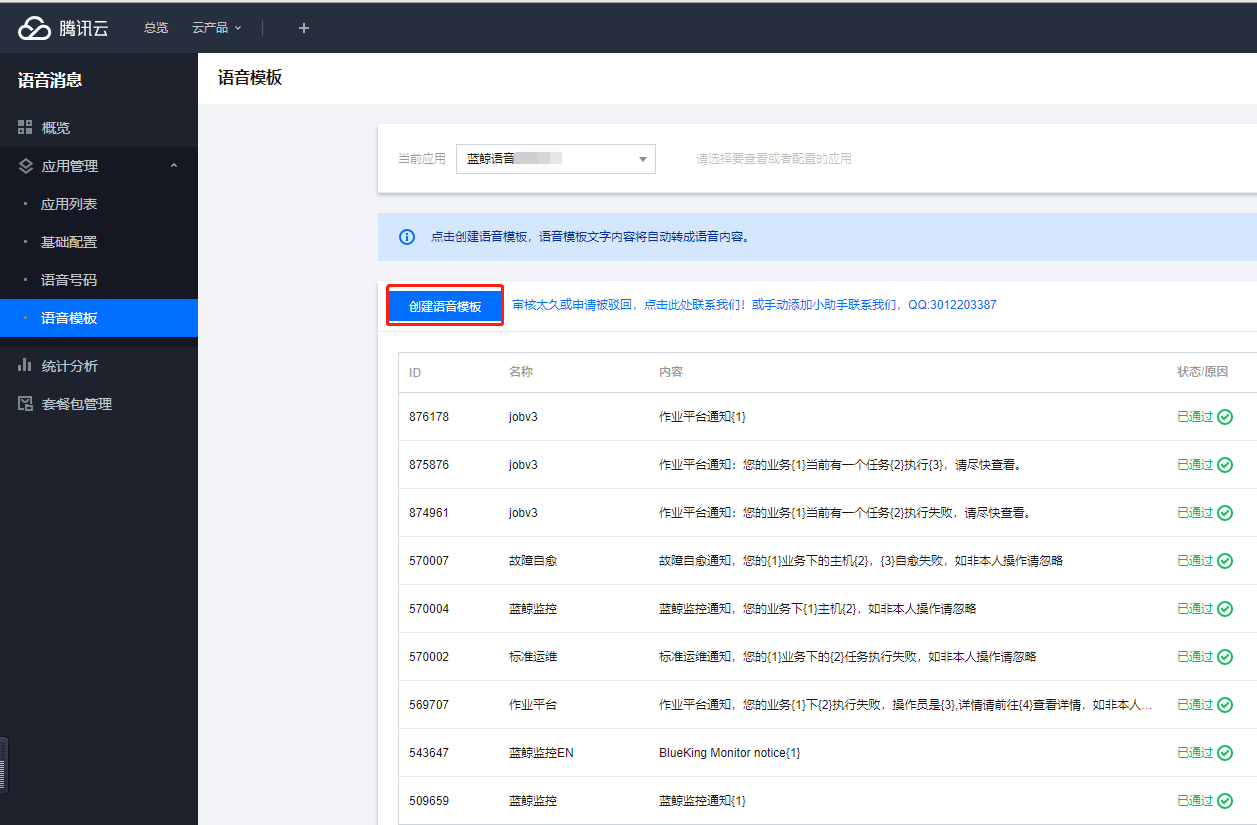 腾讯云 总览 云产品 +
语音消息
概览
应用管理
应用列表
基础配置
语音号码
语音模板
统计分析
套餐包管理
语音模板
当前应用 蓝鲸语音 请选择要查看或者配置的应用
点击创建语音模板，语音模板文字内容将自动转成语音内容。
创建语音模板 审核太久或申请被驳回，点击此处联系我们！或手动添加小助手联系我们，QQ:3012203387
ID 名称 内容 状态/原因
876178 jobv3 作业平台通知{1} 已通过
875876 jobv3 作业平台通知：您的业务{1}当前有一个任务{2}执行{3}，请尽快查看。 已通过
874961 jobv3 作业平台通知：您的业务{1}当前有一个任务{2}执行失败，请尽快查看。 已通过
570007 故障自愈 故障自愈通知，您的{1}业务下的主机{2}，{3}自愈失败，如非本人操作请忽略 已通过
570004 蓝鲸监控 蓝鲸监控通知，您的业务下{1}主机{2}，如非本人操作请忽略 已通过
570002 标准运维 标准运维通知，您的{1}业务下的{2}任务执行失败，如非本人操作请忽略 已通过
569707 作业平台 作业平台通知，您的业务{1}下{2}执行失败，操作员是{3},详情请前往{4}查看详情，如非本人... 已通过
543647 蓝鲸监控EN BlueKing Monitor notice{1} 已通过
509659 蓝鲸监控 蓝鲸监控通知{1} 已通过